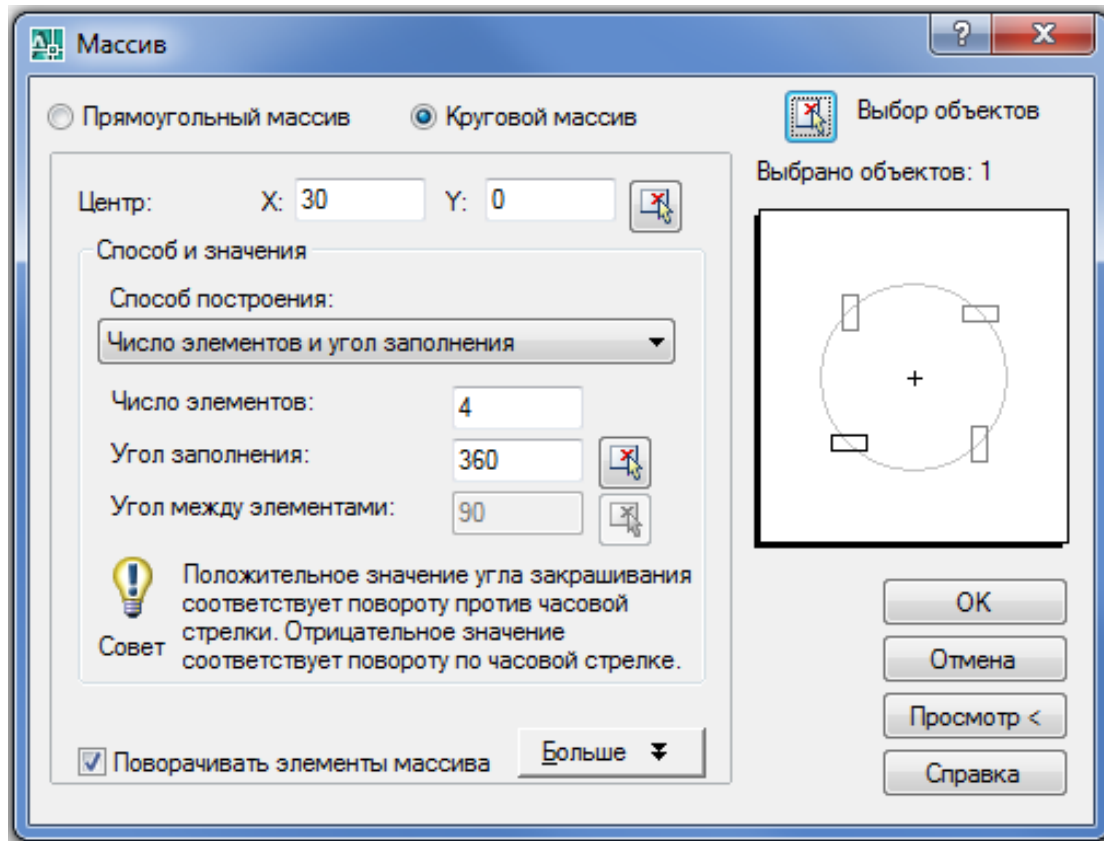 Массив
Прямоугольный массив
Круговой массив
Выбор объектов
Выбрано объектов: 1
Центр: X: 30 Y: 0
Способ и значения
Способ построения:
Число элементов и угол заполнения
Число элементов: 4
Угол заполнения: 360
Угол между элементами: 90
Положительное значение угла закрашивания
соответствует повороту против часовой
стрелки. Отрицательное значение
соответствует повороту по часовой стрелке.
Совет
Поворачивать элементы массива
Больше
OK
Отмена
Просмотр <
Справка